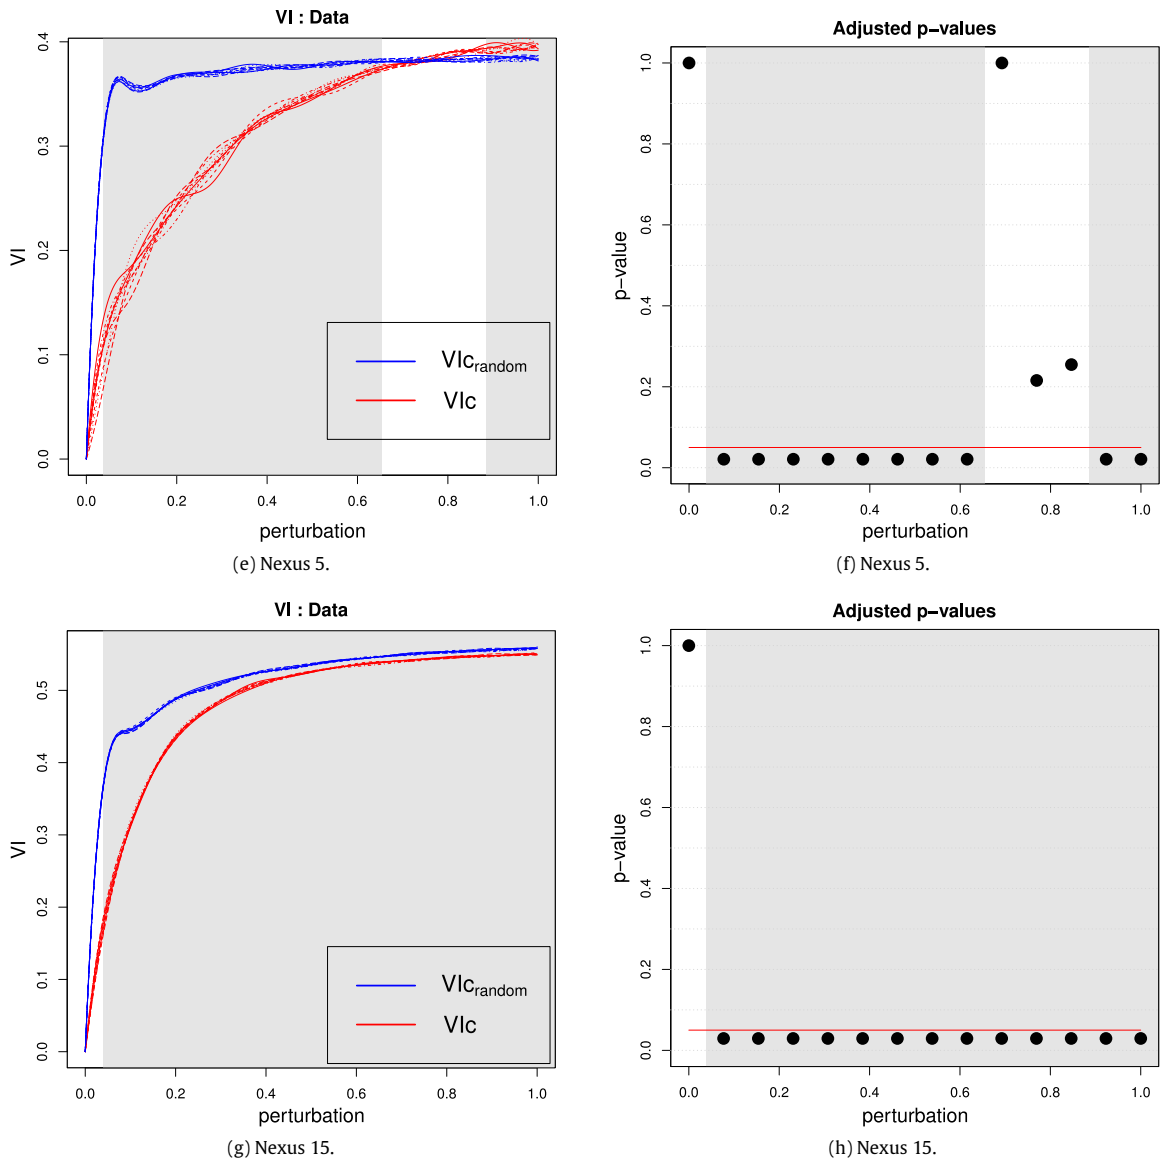 VI : Data
VI
0.0
0.1
0.2
0.3
0.4
0.0 0.2 0.4 0.6 0.8 1.0
perturbation
VIc_random
VIc
(e) Nexus 5.
Adjusted p-values
p-value
0.0
0.2
0.4
0.6
0.8
1.0
0.0 0.2 0.4 0.6 0.8 1.0
perturbation
(f) Nexus 5.
VI : Data
VI
0.0
0.1
0.2
0.3
0.4
0.5
0.0 0.2 0.4 0.6 0.8 1.0
perturbation
VIc_random
VIc
(g) Nexus 15.
Adjusted p-values
p-value
0.0
0.2
0.4
0.6
0.8
1.0
0.0 0.2 0.4 0.6 0.8 1.0
perturbation
(h) Nexus 15.